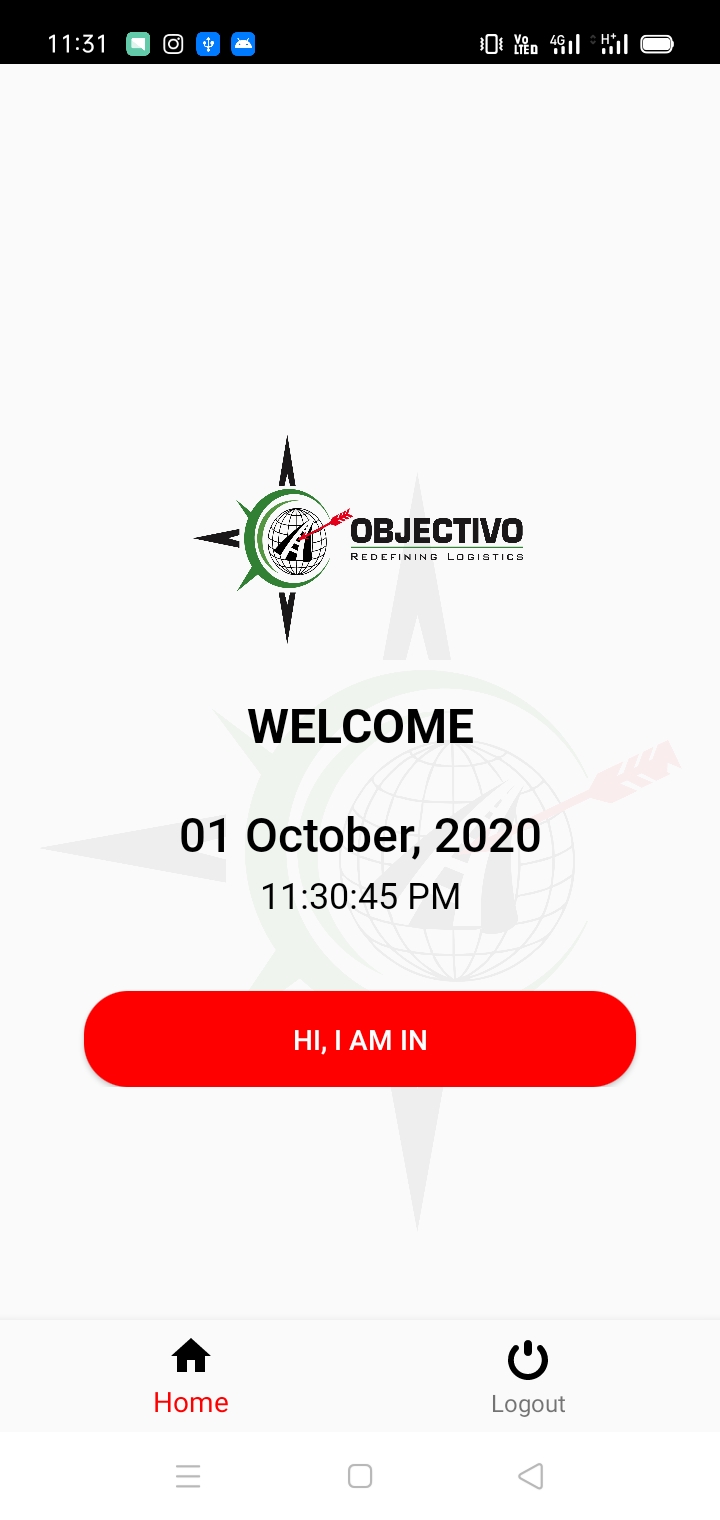 11:31
Vo
LTE
4G
H+
OBJECTIVO
REDEFINING LOGISTICS
WELCOME
01 October, 2020
11:30:45 PM
HI, I AM IN
Home
Logout